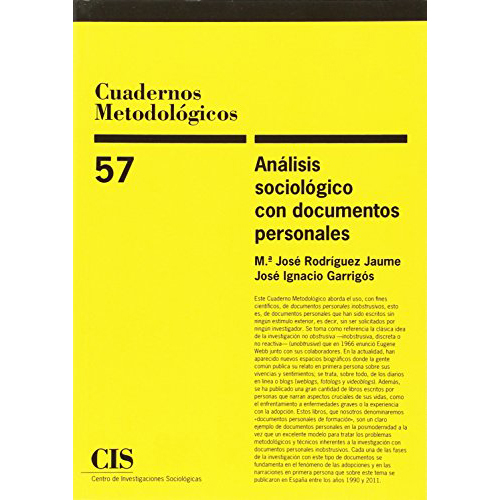 Cuadernos
Metodológicos
57
Análisis
sociológico
con documentos
personales
M.ª José Rodríguez Jaume
José Ignacio Garrigós
Este Cuaderno Metodológico aborda el uso, con fines
científicos, de documentos personales inobstrusivos, esto
es, de documentos personales que han sido escritos sin
ningún estímulo exterior, es decir, sin ser solicitados por
ningún investigador. Se toma como referencia la clásica idea
de la investigación no obstrusiva —inobstrusiva, discreta o
no reactiva— (unobtrusive) que en 1966 enunció Eugene
Webb junto con sus colaboradores. En la actualidad, han
aparecido nuevos espacios biográficos donde la gente
común publica su relato en primera persona sobre sus
vivencias y sentimientos; se trata, sobre todo, de los diarios
en línea o blogs (weblogs, fotologs y videoblogs). Además,
se ha publicado una gran cantidad de libros escritos por
personas que narran aspectos cruciales de sus vidas, como
el enfrentamiento a enfermedades graves o la experiencia
con la adopción. Estos libros, que nosotros denominaremos
«documentos personales de formación», son un claro
ejemplo de documentos personales en la posmodernidad a la
vez que un excelente modelo para tratar los problemas
metodológicos y técnicos inherentes a la investigación con
documentos personales inobstrusivos. Cada una de las fases
de la investigación con este tipo de documentos se
fundamenta en el fenómeno de las adopciones y en las
narraciones en primera persona que sobre este tema se
publicaron en España entre los años 1990 y 2011.
CIS
Centro de Investigaciones Sociológicas